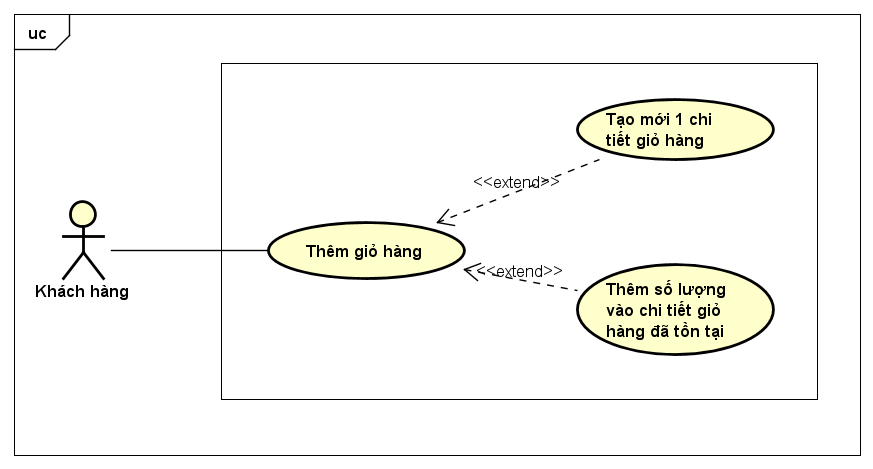 uc
Tạo mới 1 chi
tiết giỏ hàng
<<extend>>
Thêm giỏ hàng
<<extend>>
Khách hàng
Thêm số lượng
vào chi tiết giỏ
hàng đã tồn tại